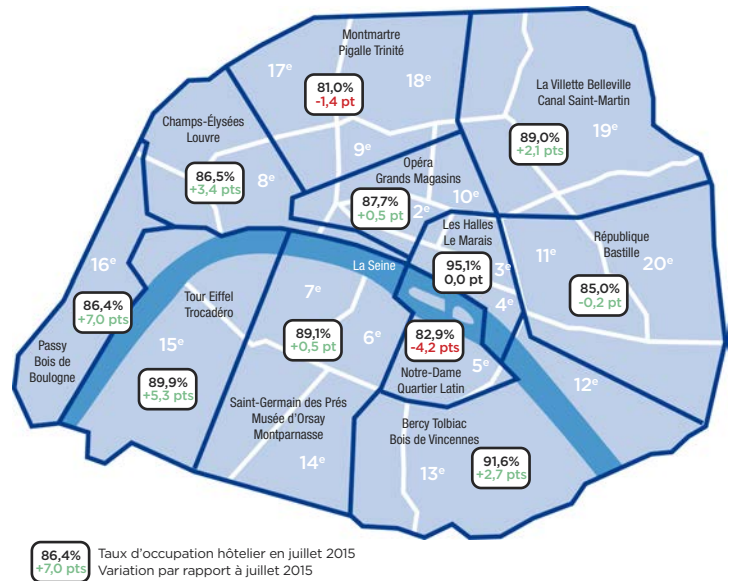 Montmartre
Pigalle Trinité
17ᵉ
18ᵉ
81,0%
-1,4 pt
9ᵉ
La Villette Belleville
Canal Saint-Martin
19ᵉ
89,0%
+2,1 pts
Champs-Élysées
Louvre
86,5%
+3,4 pts
8ᵉ
Opéra
Grands Magasins
10ᵉ
87,7%
+0,5 pt
2ᵉ
Les Halles
Le Marais
95,1%
0,0 pt
3ᵉ
4ᵉ
République
Bastille
11ᵉ
20ᵉ
85,0%
-0,2 pt
16ᵉ
86,4%
+7,0 pts
Passy
Bois de
Boulogne
La Seine
Tour Eiffel
Trocadéro
15ᵉ
89,9%
+5,3 pts
7ᵉ
89,1%
+0,5 pt
6ᵉ
Saint-Germain des Prés
Musée d'Orsay
Montparnasse
14ᵉ
82,9%
-4,2 pts
Notre-Dame
Quartier Latin
5ᵉ
12ᵉ
Bercy Tolbiac
Bois de Vincennes
13ᵉ
91,6%
+2,7 pts
86,4%
+7,0 pts
Taux d'occupation hôtelier en juillet 2015
Variation par rapport à juillet 2015